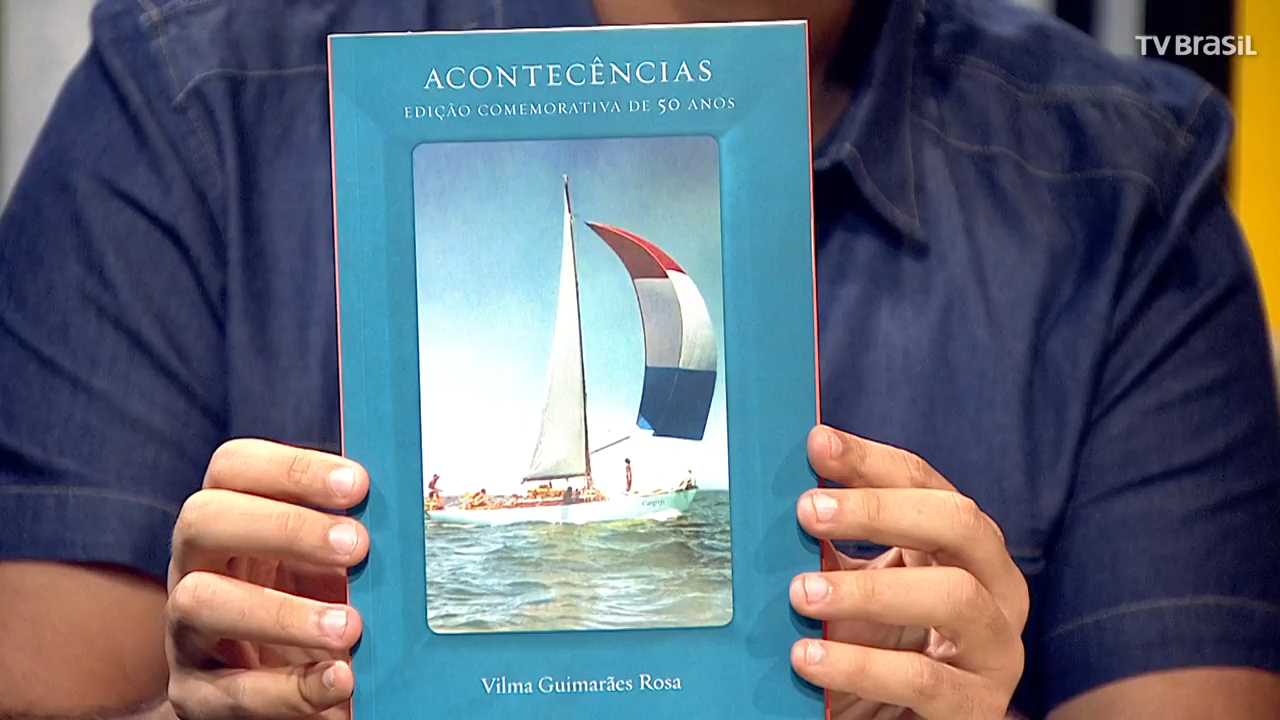 TV BRASIL
ACONTECÊNCIAS
EDIÇÃO COMEMORATIVA DE 50 ANOS
Vilma Guimarães Rosa